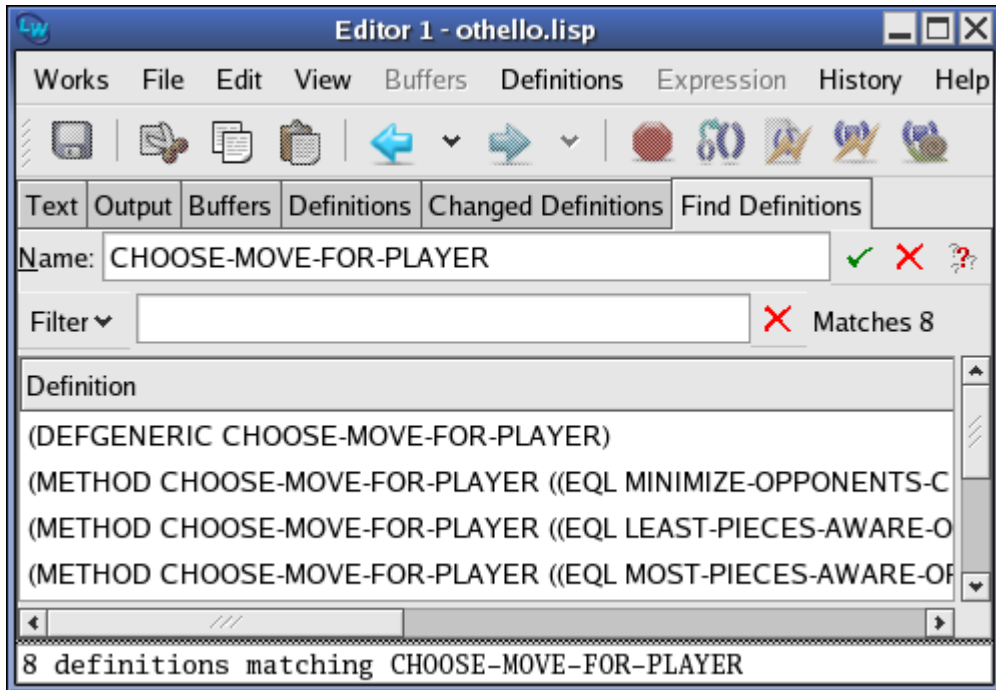 LW Editor 1 - othello.lisp
Works File Edit View Buffers Definitions Expression History Help
Text Output Buffers Definitions Changed Definitions Find Definitions
Name: CHOOSE-MOVE-FOR-PLAYER
Filter Matches 8
Definition
(DEFGENERIC CHOOSE-MOVE-FOR-PLAYER)
(METHOD CHOOSE-MOVE-FOR-PLAYER ((EQL MINIMIZE-OPPONENTS-C
(METHOD CHOOSE-MOVE-FOR-PLAYER ((EQL LEAST-PIECES-AWARE-O
(METHOD CHOOSE-MOVE-FOR-PLAYER ((EQL MOST-PIECES-AWARE-OP
8 definitions matching CHOOSE-MOVE-FOR-PLAYER